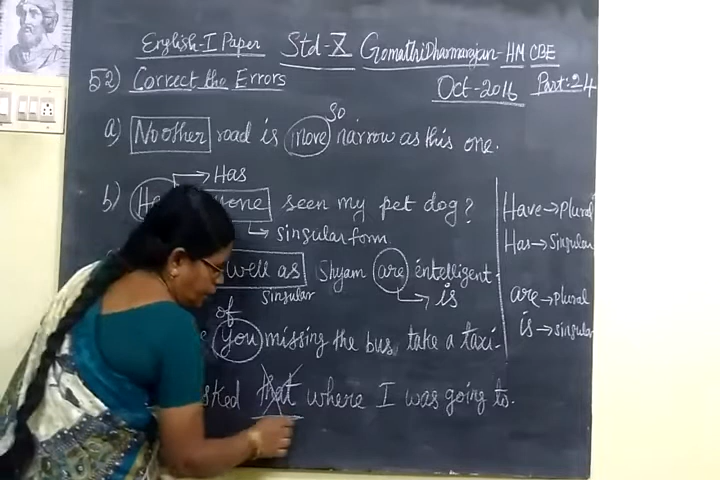 English-I Paper Std-X Gomathi Dharmarajan-HM CBE
52) Correct the Errors Oct-2016 Part:24
so
a) No other road is more narrow as this one.
Has
b) one seen my pet dog?
singular form
well as Shyam are intelligent.
singular is
of
you missing the bus, take a taxi.
sked that where I was going to.
Have→Plural
Has→Singular
are→plural
is→singular